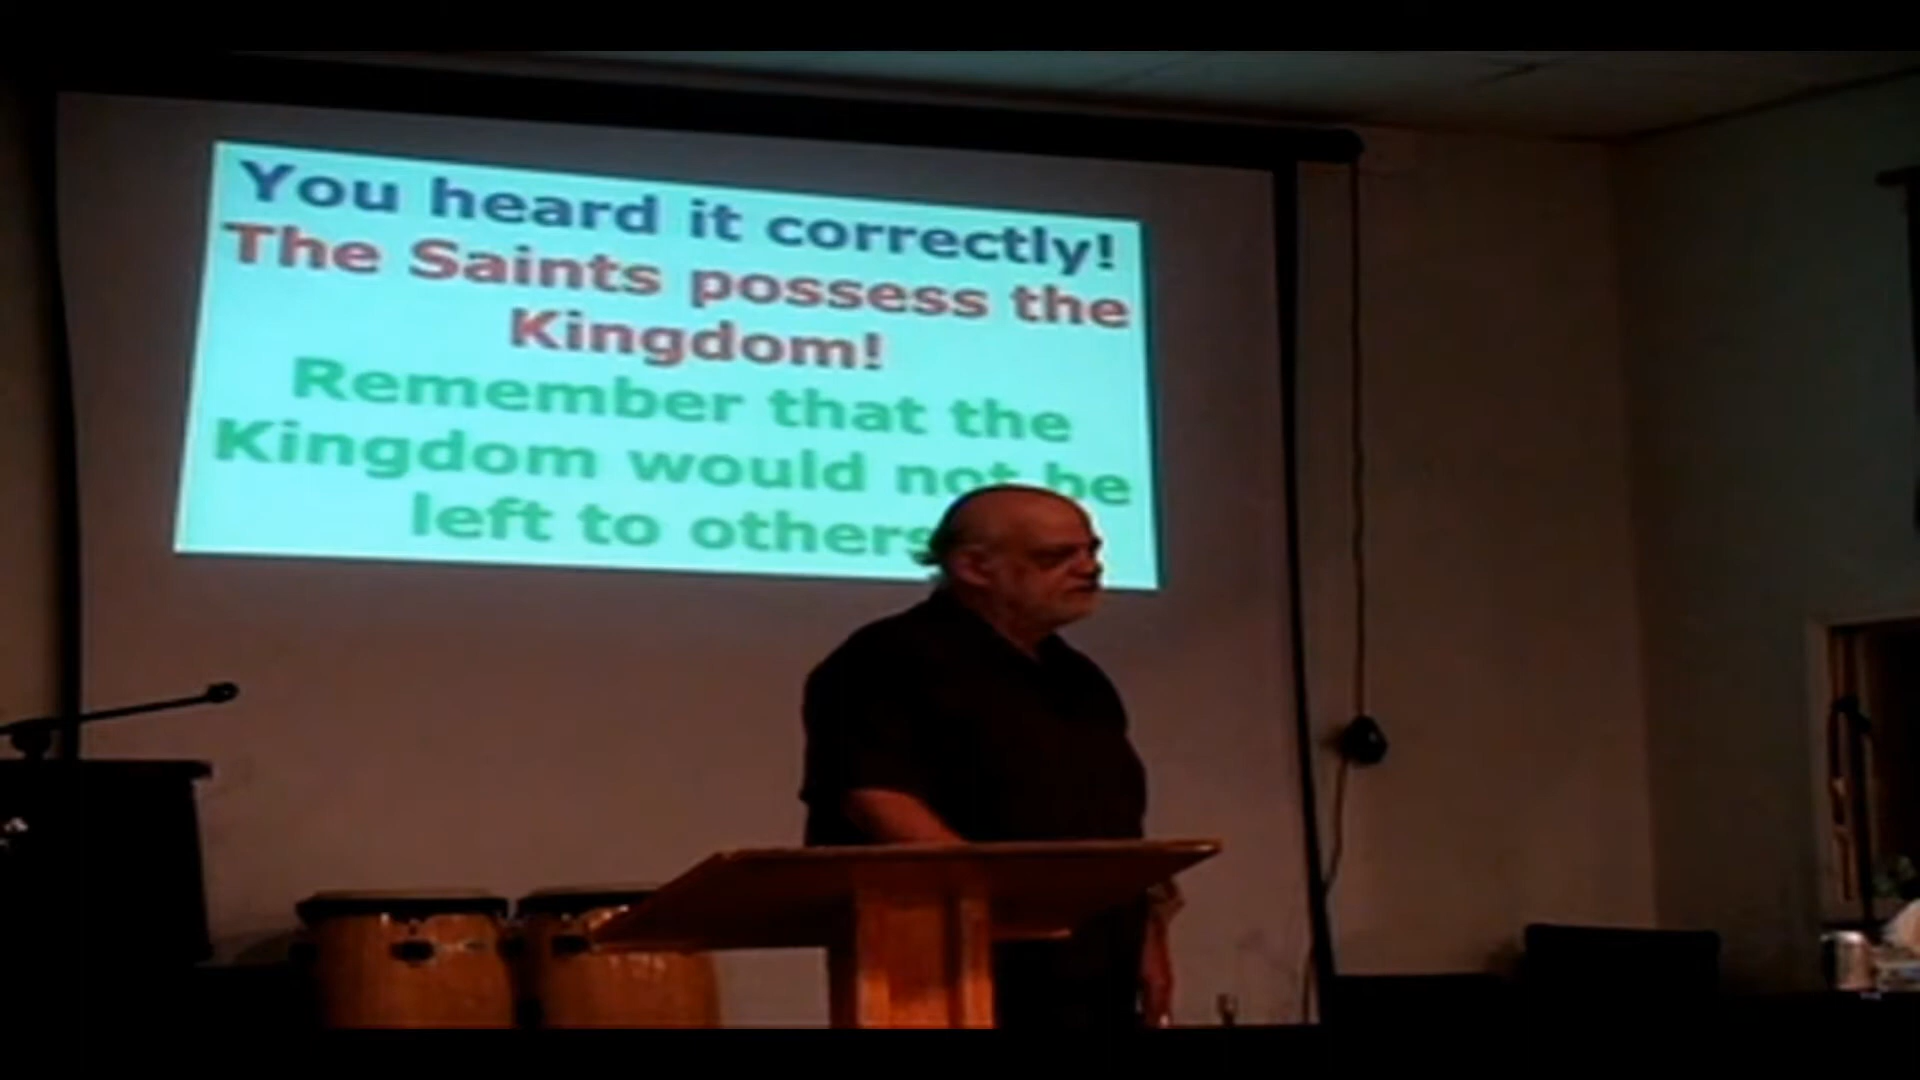 You heard it correctly!
The Saints possess the
Kingdom!
Remember that the
Kingdom would not be
left to others